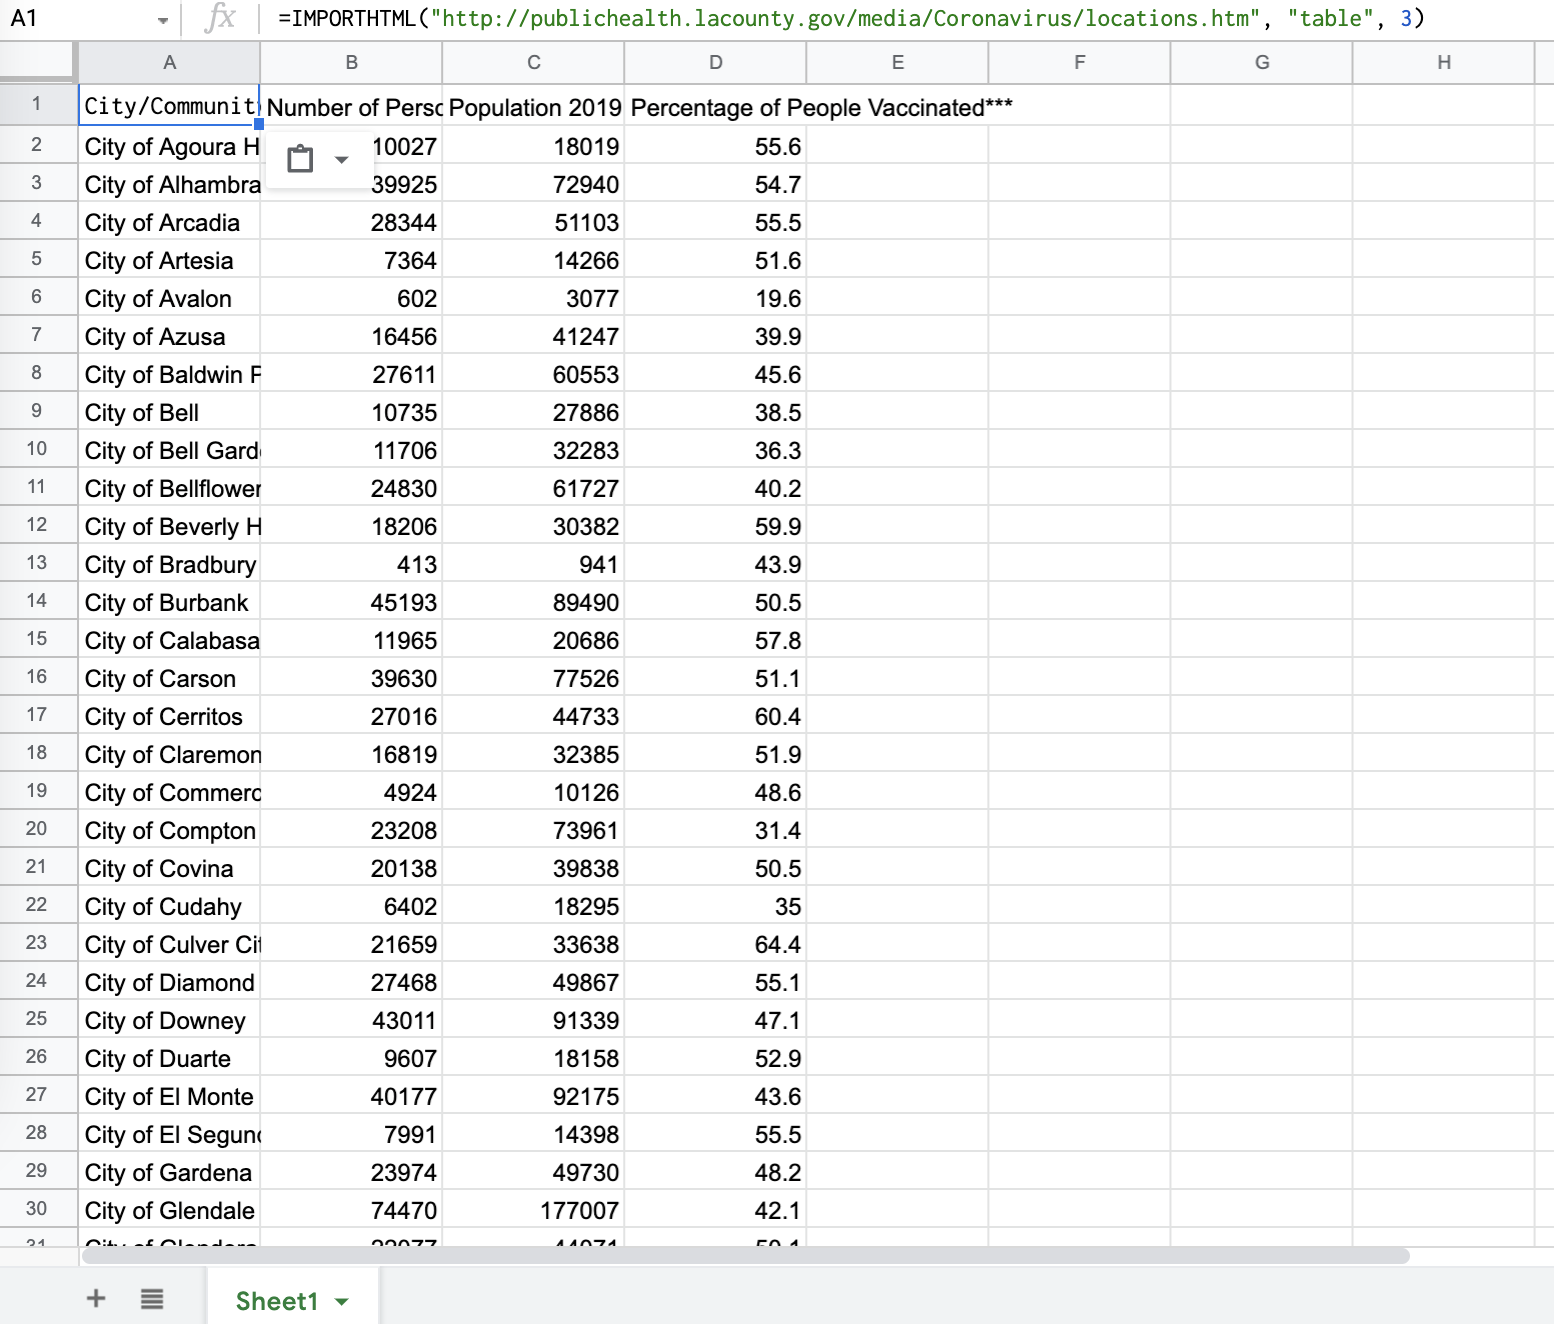 A1 fx =IMPORTHTML("http://publichealth.lacounty.gov/media/Coronavirus/locations.htm", "table", 3)
A B C D E F G H
1 City/Communit Number of Perso Population 2019 Percentage of People Vaccinated***
2 City of Agoura H 10027 18019 55.6
3 City of Alhambra 39925 72940 54.7
4 City of Arcadia 28344 51103 55.5
5 City of Artesia 7364 14266 51.6
6 City of Avalon 602 3077 19.6
7 City of Azusa 16456 41247 39.9
8 City of Baldwin P 27611 60553 45.6
9 City of Bell 10735 27886 38.5
10 City of Bell Gard 11706 32283 36.3
11 City of Bellflower 24830 61727 40.2
12 City of Beverly H 18206 30382 59.9
13 City of Bradbury 413 941 43.9
14 City of Burbank 45193 89490 50.5
15 City of Calabasa 11965 20686 57.8
16 City of Carson 39630 77526 51.1
17 City of Cerritos 27016 44733 60.4
18 City of Claremon 16819 32385 51.9
19 City of Commerc 4924 10126 48.6
20 City of Compton 23208 73961 31.4
21 City of Covina 20138 39838 50.5
22 City of Cudahy 6402 18295 35
23 City of Culver Cit 21659 33638 64.4
24 City of Diamond 27468 49867 55.1
25 City of Downey 43011 91339 47.1
26 City of Duarte 9607 18158 52.9
27 City of El Monte 40177 92175 43.6
28 City of El Segun 7991 14398 55.5
29 City of Gardena 23974 49730 48.2
30 City of Glendale 74470 177007 42.1
31 City of Glendora
Sheet1